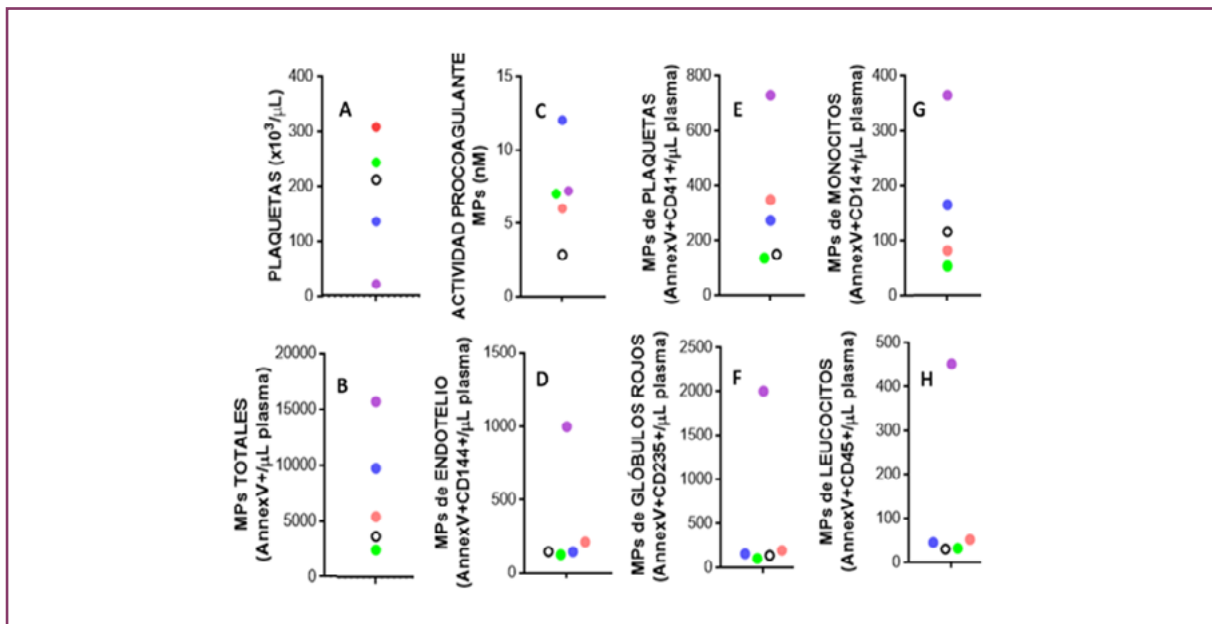 PLAQUETAS (x10³/µL)
400
300
200
100
0
A
ACTIVIDAD PROCOAGULANTE
MPs (nM)
15
10
5
0
C
MPs de PLAQUETAS
(AnnexV+CD41+/µL plasma)
800
600
400
200
0
E
MPs de MONOCITOS
(AnnexV+CD14+/µL plasma)
400
300
200
100
0
G
MPs TOTALES
(AnnexV+/µL plasma)
20000
15000
10000
5000
0
B
MPs de ENDOTELIO
(AnnexV+CD144+/µL plasma)
1500
1000
500
0
D
MPs de GLÓBULOS ROJOS
(AnnexV+CD235+/µL plasma)
2500
2000
1500
1000
500
0
F
MPs de LEUCOCITOS
(AnnexV+CD45+/µL plasma)
500
400
300
200
100
0
H